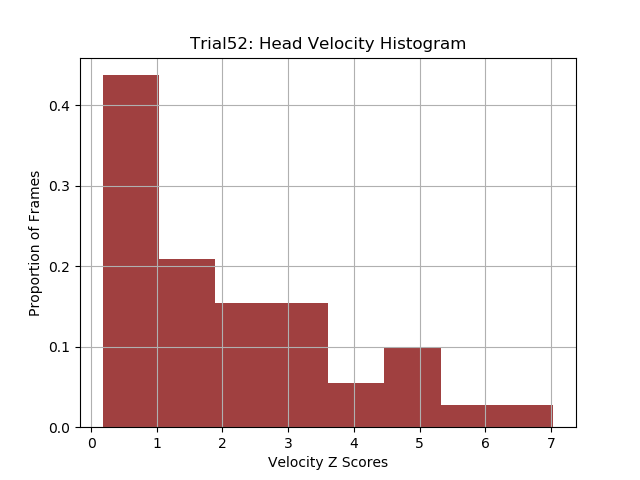 Trial52: Head Velocity Histogram
Proportion of Frames
0.4
0.3
0.2
0.1
0.0
0 1 2 3 4 5 6 7
Velocity Z Scores